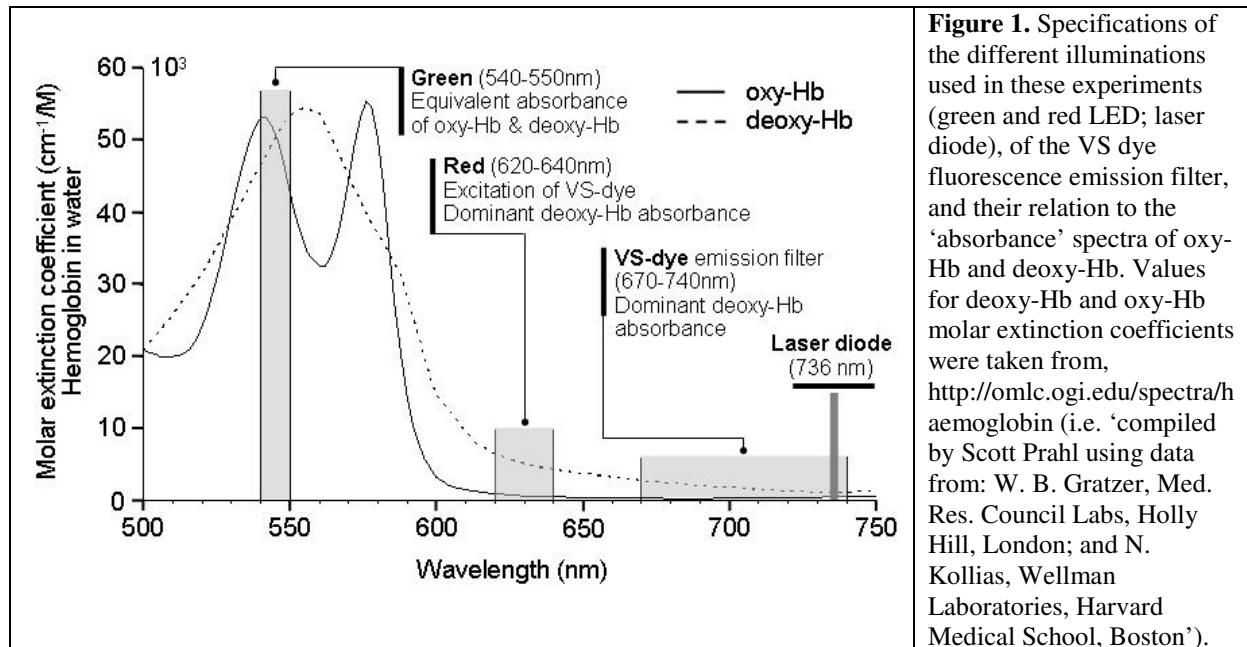 60 10³
50
40
30
20
10
0
Molar extinction coefficient (cm⁻¹/M)
Hemoglobin in water
Green (540-550nm)
Equivalent absorbance
of oxy-Hb & deoxy-Hb
oxy-Hb
deoxy-Hb
Red (620-640nm)
Excitation of VS-dye
Dominant deoxy-Hb absorbance
VS-dye emission filter
(670-740nm)
Dominant deoxy-Hb
absorbance
Laser diode
(736 nm)
500 550 600 650 700 750
Wavelength (nm)
Figure 1. Specifications of
the different illuminations
used in these experiments
(green and red LED; laser
diode), of the VS dye
fluorescence emission filter,
and their relation to the
‘absorbance’ spectra of oxy-
Hb and deoxy-Hb. Values
for deoxy-Hb and oxy-Hb
molar extinction coefficients
were taken from,
http://omlc.ogi.edu/spectra/h
aemoglobin (i.e. ‘compiled
by Scott Prahl using data
from: W. B. Gratzer, Med.
Res. Council Labs, Holly
Hill, London; and N.
Kollias, Wellman
Laboratories, Harvard
Medical School, Boston’).